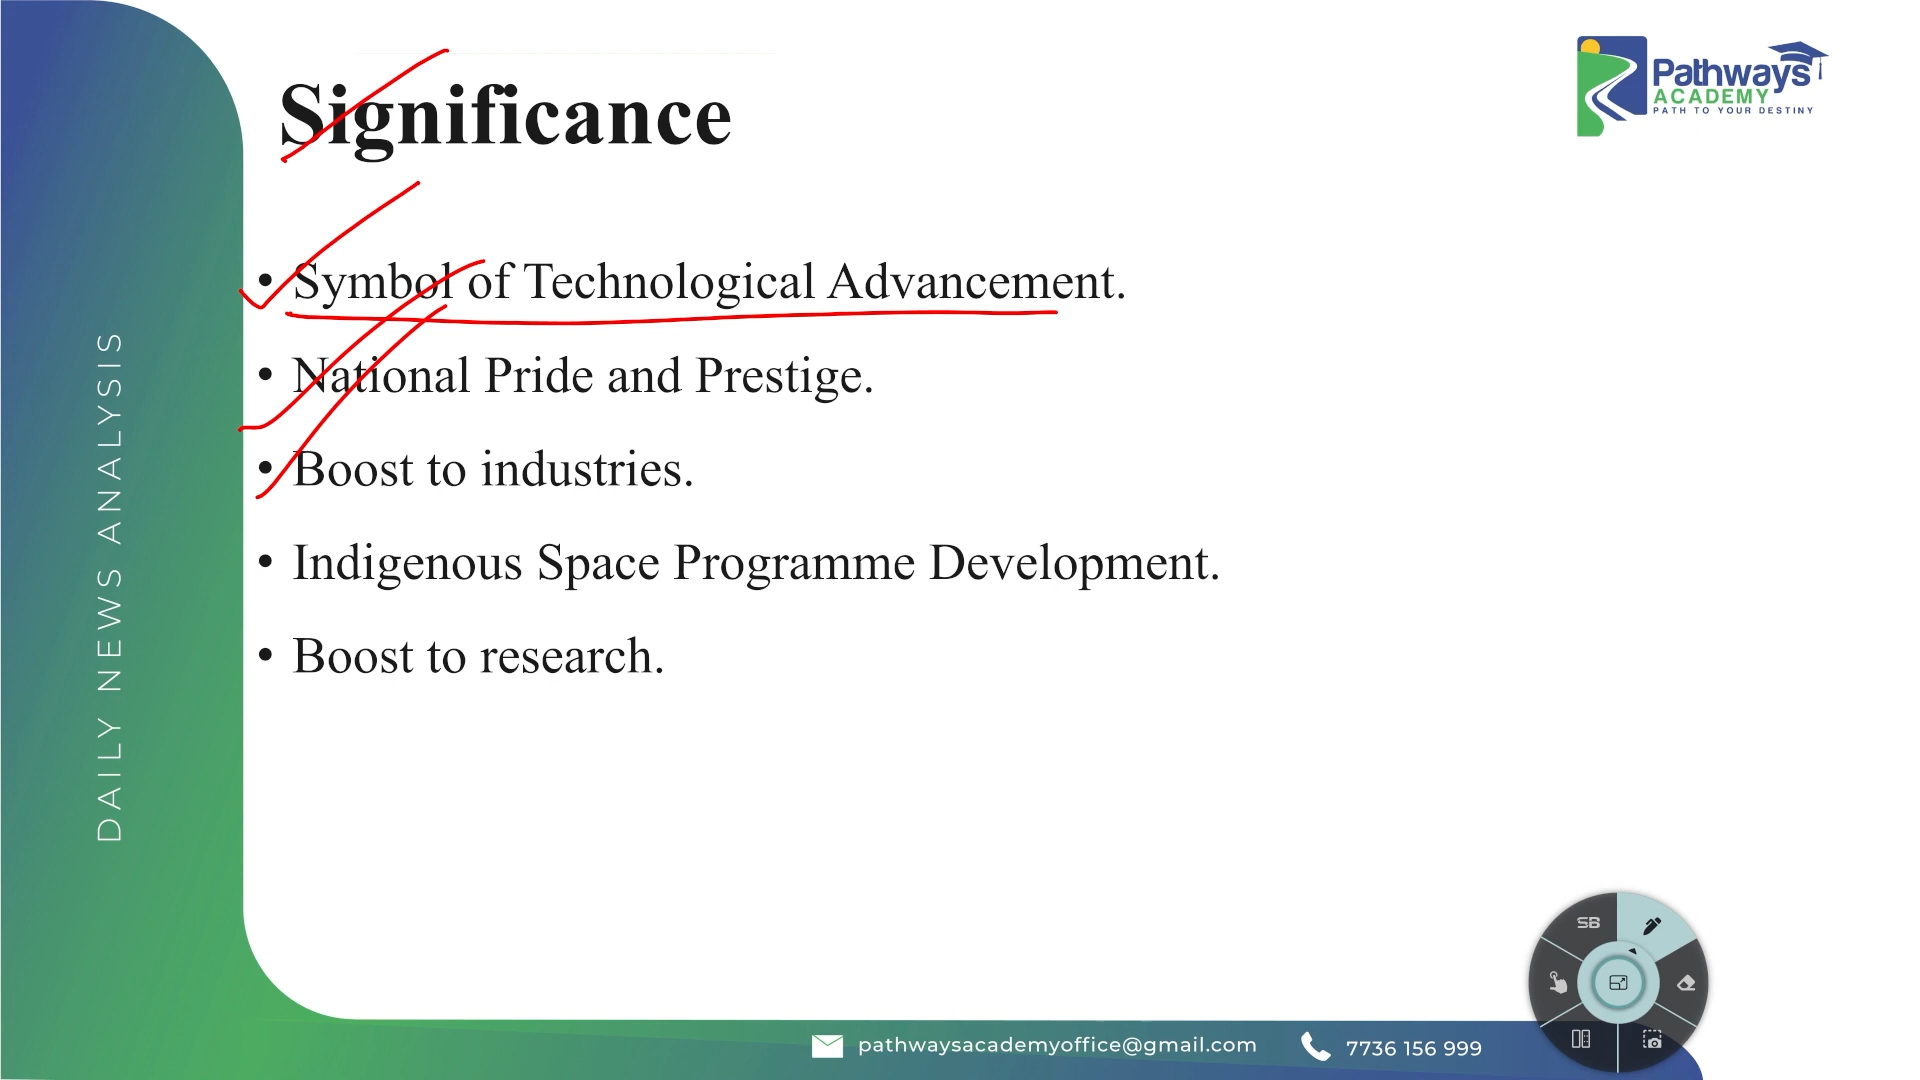 Significance
Pathways
ACADEMY
PATH TO YOUR DESTINY
• Symbol of Technological Advancement.
• National Pride and Prestige.
• Boost to industries.
• Indigenous Space Programme Development.
• Boost to research.
DAILY NEWS ANALYSIS
SB
pathwaysacademyoffice@gmail.com
7736 156 999